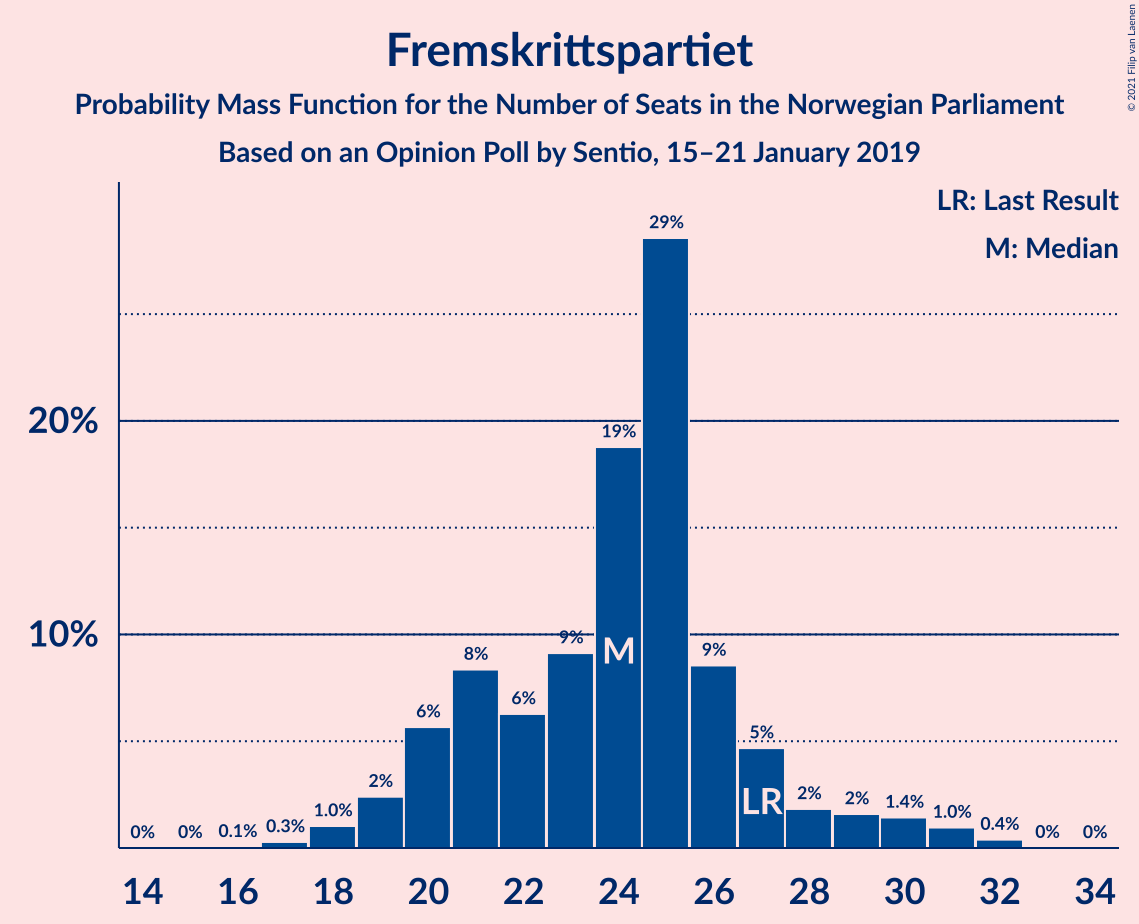 Fremskrittspartiet
Probability Mass Function for the Number of Seats in the Norwegian Parliament
Based on an Opinion Poll by Sentio, 15–21 January 2019
© 2021 Filip van Laenen
LR: Last Result
M: Median
20%
10%
0% 0% 0.1% 0.3% 1.0% 2% 6% 8% 6% 9% 19% 29% 9% 5% 2% 2% 1.4% 1.0% 0.4% 0% 0%
M
LR
14 16 18 20 22 24 26 28 30 32 34